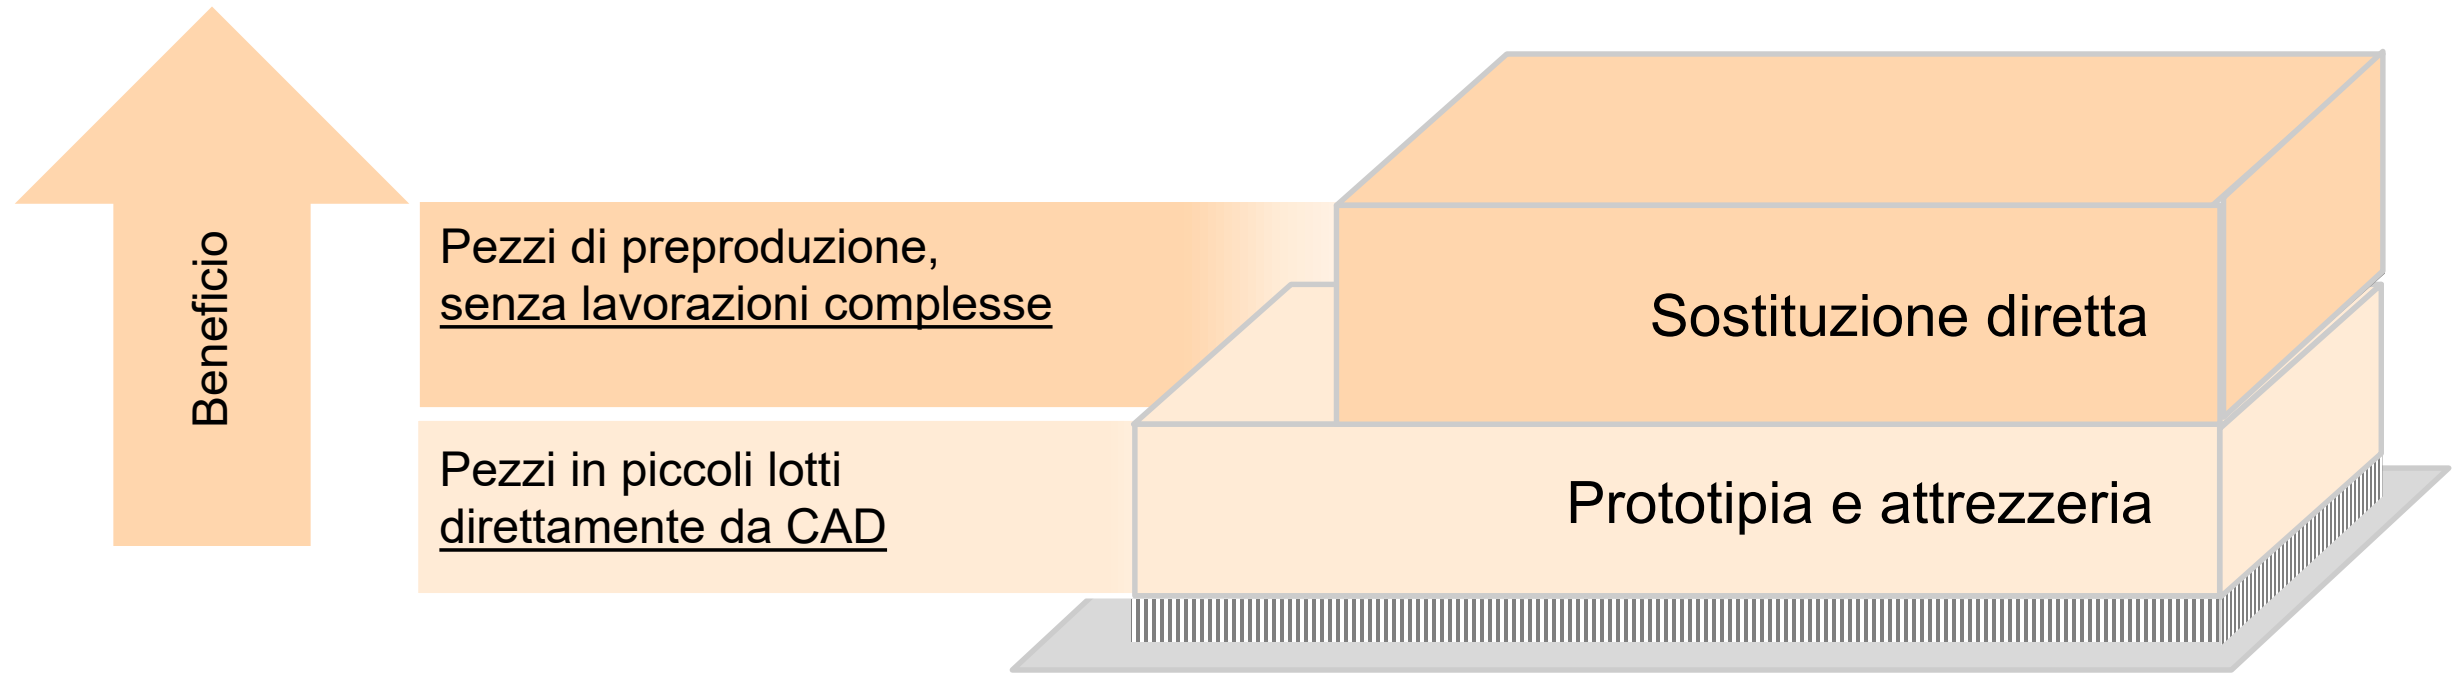 Beneficio
Pezzi di preproduzione,
senza lavorazioni complesse
Sostituzione diretta
Pezzi in piccoli lotti
direttamente da CAD
Prototipia e attrezzeria